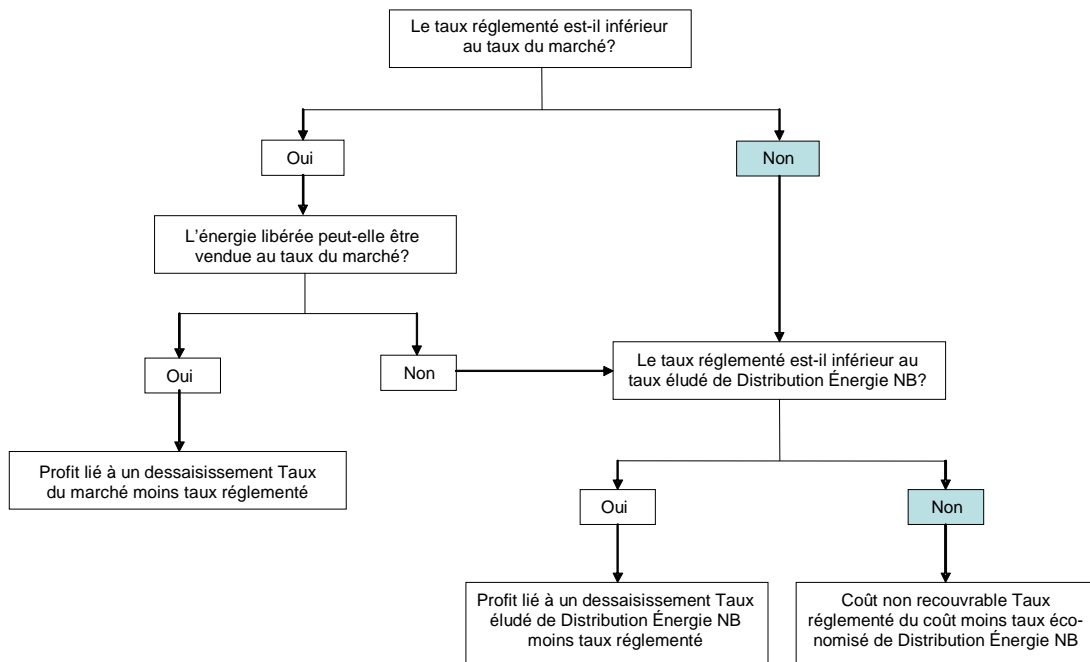 Le taux réglementé est-il inférieur
au taux du marché?
Oui
Non
L'énergie libérée peut-elle être
vendue au taux du marché?
Oui
Non
Le taux réglementé est-il inférieur au
taux éludé de Distribution Énergie NB?
Profit lié à un dessaisissement Taux
du marché moins taux réglementé
Oui
Non
Profit lié à un dessaisissement Taux
éludé de Distribution Énergie NB
moins taux réglementé
Coût non recouvrable Taux
réglementé du coût moins taux éco-
nomisé de Distribution Énergie NB